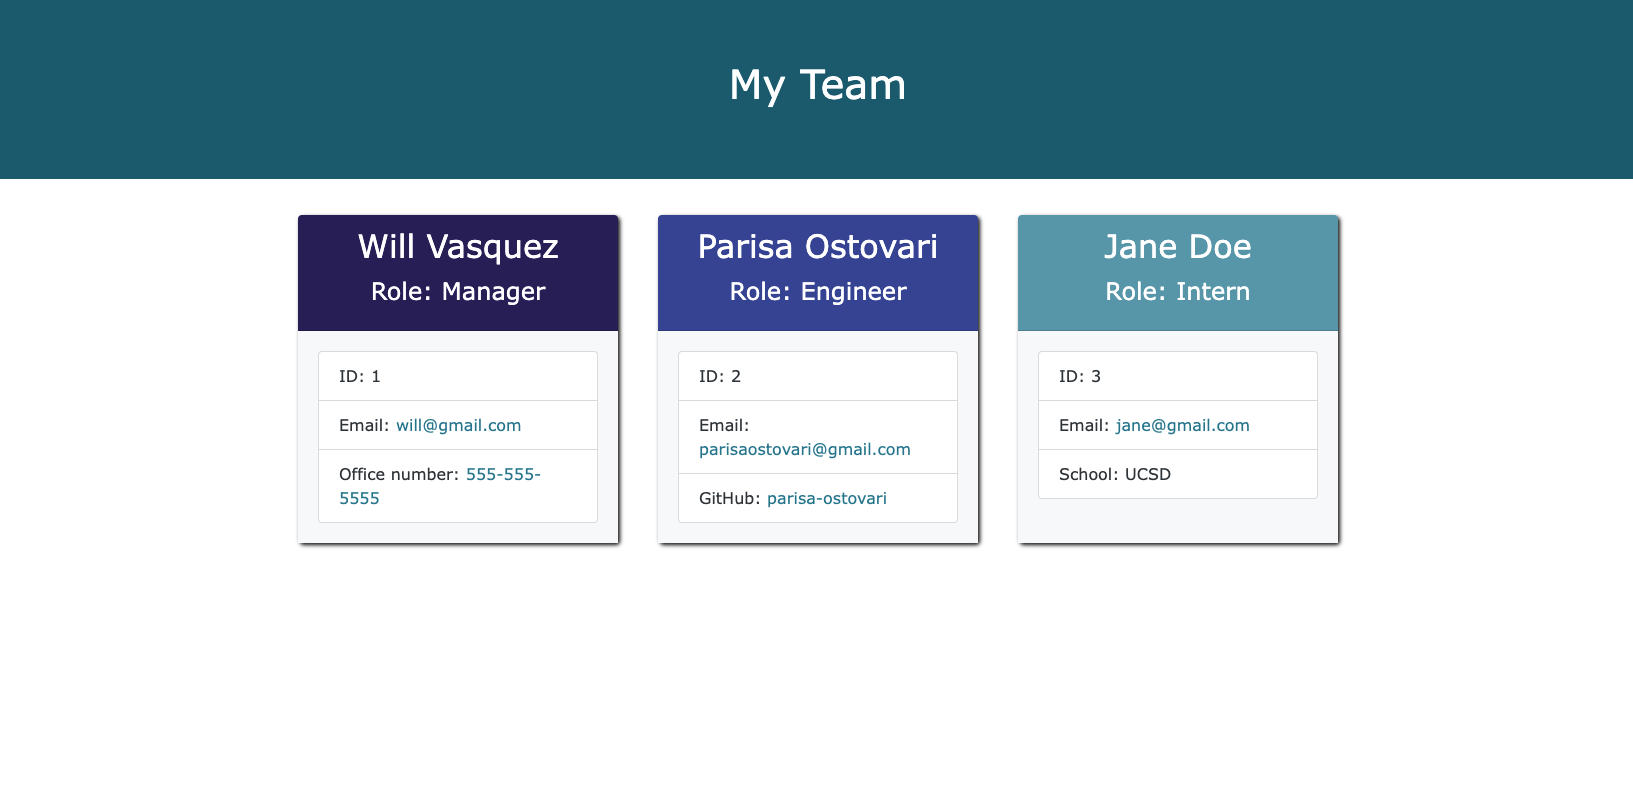 My Team
Will Vasquez
Role: Manager
ID: 1
Email: will@gmail.com
Office number: 555-555-
5555
Parisa Ostovari
Role: Engineer
ID: 2
Email:
parisaostovari@gmail.com
GitHub: parisa-ostovari
Jane Doe
Role: Intern
ID: 3
Email: jane@gmail.com
School: UCSD